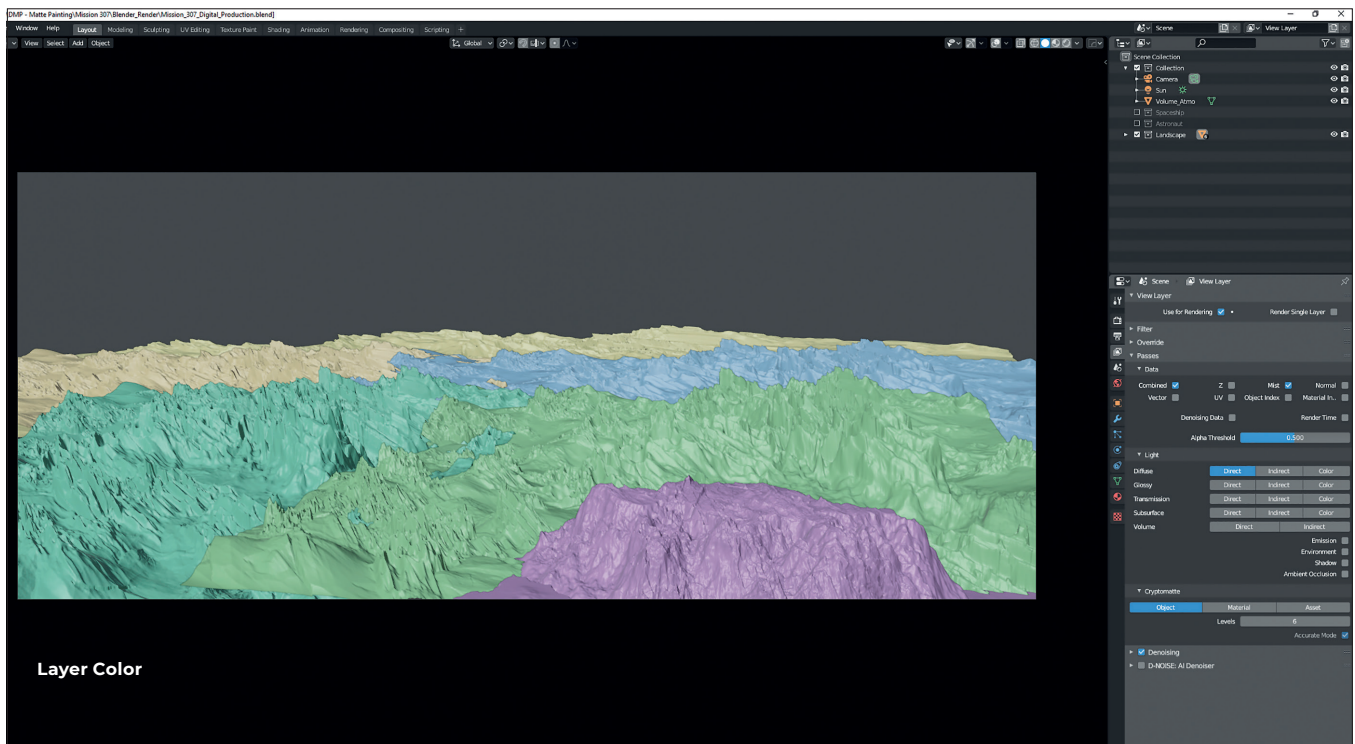 [DMP - Matte Painting\Mission 307\Blender_Render\Mission_307_Digital_Production.blend]
Window Help Layout Modeling Sculpting UV Editing Texture Paint Shading Animation Rendering Compositing Scripting +
Scene View Layer
View Select Add Object Global
Scene Collection
Collection
Camera
Sun
Volume_Atmo
Spaceship
Astronaut
Landscape
Scene View Layer
View Layer
Use for Rendering Render Single Layer
Filter
Override
Passes
Data
Combined Z Mist Normal
Vector UV Object Index Material In..
Denoising Data Render Time
Alpha Threshold 0.500
Light
Diffuse Direct Indirect Color
Glossy Direct Indirect Color
Transmission Direct Indirect Color
Subsurface Direct Indirect Color
Volume Direct Indirect
Emission
Environment
Shadow
Ambient Occlusion
Cryptomatte
Object Material Asset
Levels 6
Accurate Mode
Denoising
D-NOISE: AI Denoiser
Layer Color